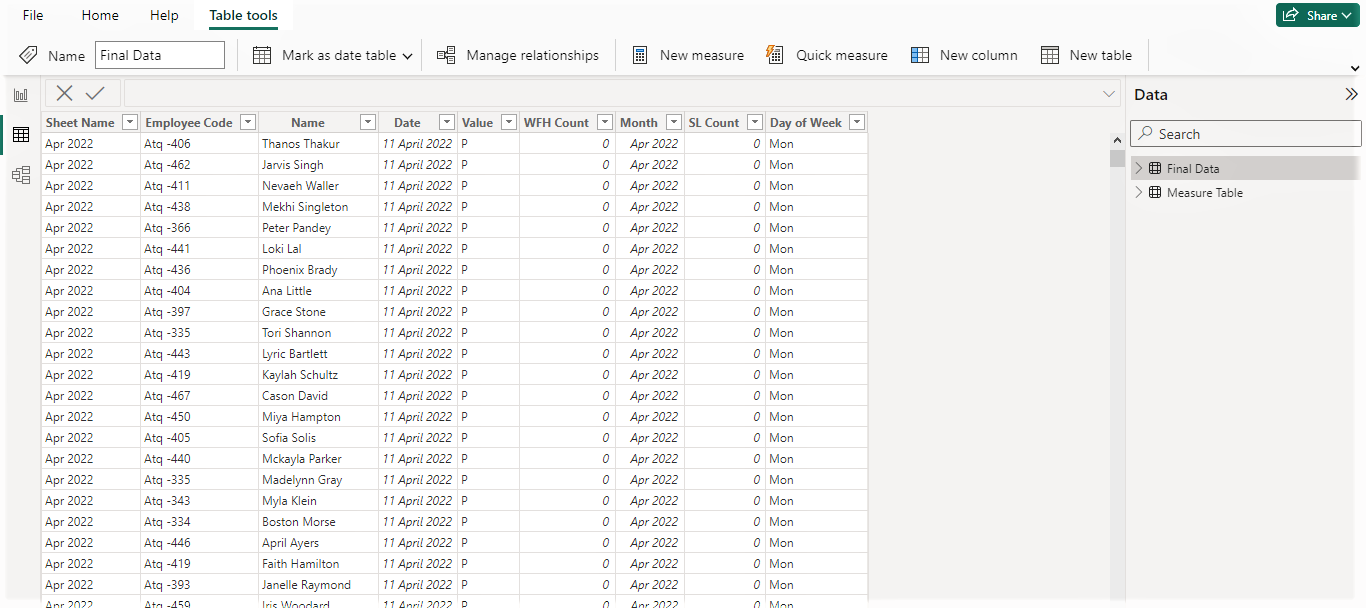 File Home Help Table tools Share
Name Final Data Mark as date table Manage relationships New measure Quick measure New column New table
Data
Search
Final Data
Measure Table
Sheet Name Employee Code Name Date Value WFH Count Month SL Count Day of Week
Apr 2022 Atq -406 Thanos Thakur 11 April 2022 P 0 Apr 2022 0 Mon
Apr 2022 Atq -462 Jarvis Singh 11 April 2022 P 0 Apr 2022 0 Mon
Apr 2022 Atq -411 Nevaeh Waller 11 April 2022 P 0 Apr 2022 0 Mon
Apr 2022 Atq -438 Mekhi Singleton 11 April 2022 P 0 Apr 2022 0 Mon
Apr 2022 Atq -366 Peter Pandey 11 April 2022 P 0 Apr 2022 0 Mon
Apr 2022 Atq -441 Loki Lal 11 April 2022 P 0 Apr 2022 0 Mon
Apr 2022 Atq -436 Phoenix Brady 11 April 2022 P 0 Apr 2022 0 Mon
Apr 2022 Atq -404 Ana Little 11 April 2022 P 0 Apr 2022 0 Mon
Apr 2022 Atq -397 Grace Stone 11 April 2022 P 0 Apr 2022 0 Mon
Apr 2022 Atq -335 Tori Shannon 11 April 2022 P 0 Apr 2022 0 Mon
Apr 2022 Atq -443 Lyric Bartlett 11 April 2022 P 0 Apr 2022 0 Mon
Apr 2022 Atq -419 Kaylah Schultz 11 April 2022 P 0 Apr 2022 0 Mon
Apr 2022 Atq -467 Cason David 11 April 2022 P 0 Apr 2022 0 Mon
Apr 2022 Atq -450 Miya Hampton 11 April 2022 P 0 Apr 2022 0 Mon
Apr 2022 Atq -405 Sofia Solis 11 April 2022 P 0 Apr 2022 0 Mon
Apr 2022 Atq -440 Mckayla Parker 11 April 2022 P 0 Apr 2022 0 Mon
Apr 2022 Atq -335 Madelynn Gray 11 April 2022 P 0 Apr 2022 0 Mon
Apr 2022 Atq -343 Myla Klein 11 April 2022 P 0 Apr 2022 0 Mon
Apr 2022 Atq -334 Boston Morse 11 April 2022 P 0 Apr 2022 0 Mon
Apr 2022 Atq -446 April Ayers 11 April 2022 P 0 Apr 2022 0 Mon
Apr 2022 Atq -419 Faith Hamilton 11 April 2022 P 0 Apr 2022 0 Mon
Apr 2022 Atq -393 Janelle Raymond 11 April 2022 P 0 Apr 2022 0 Mon
Apr 2022 Atq -459 Iris Woodard 11 April 2022 P 0 Apr 2022 0 Mon